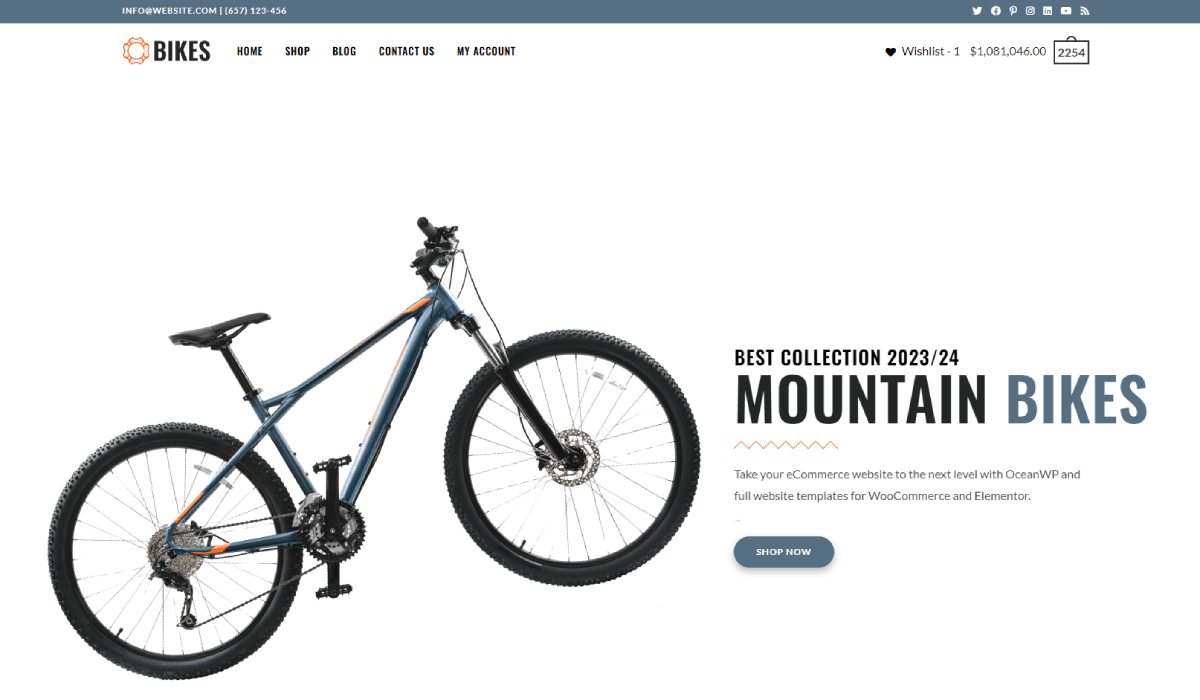 INFO@WEBSITE.COM | (657) 123-456
BIKES
HOME SHOP BLOG CONTACT US MY ACCOUNT
Wishlist - 1 $1,081,046.00 2254
BEST COLLECTION 2023/24
MOUNTAIN BIKES
Take your eCommerce website to the next level with OceanWP and
full website templates for WooCommerce and Elementor.
SHOP NOW